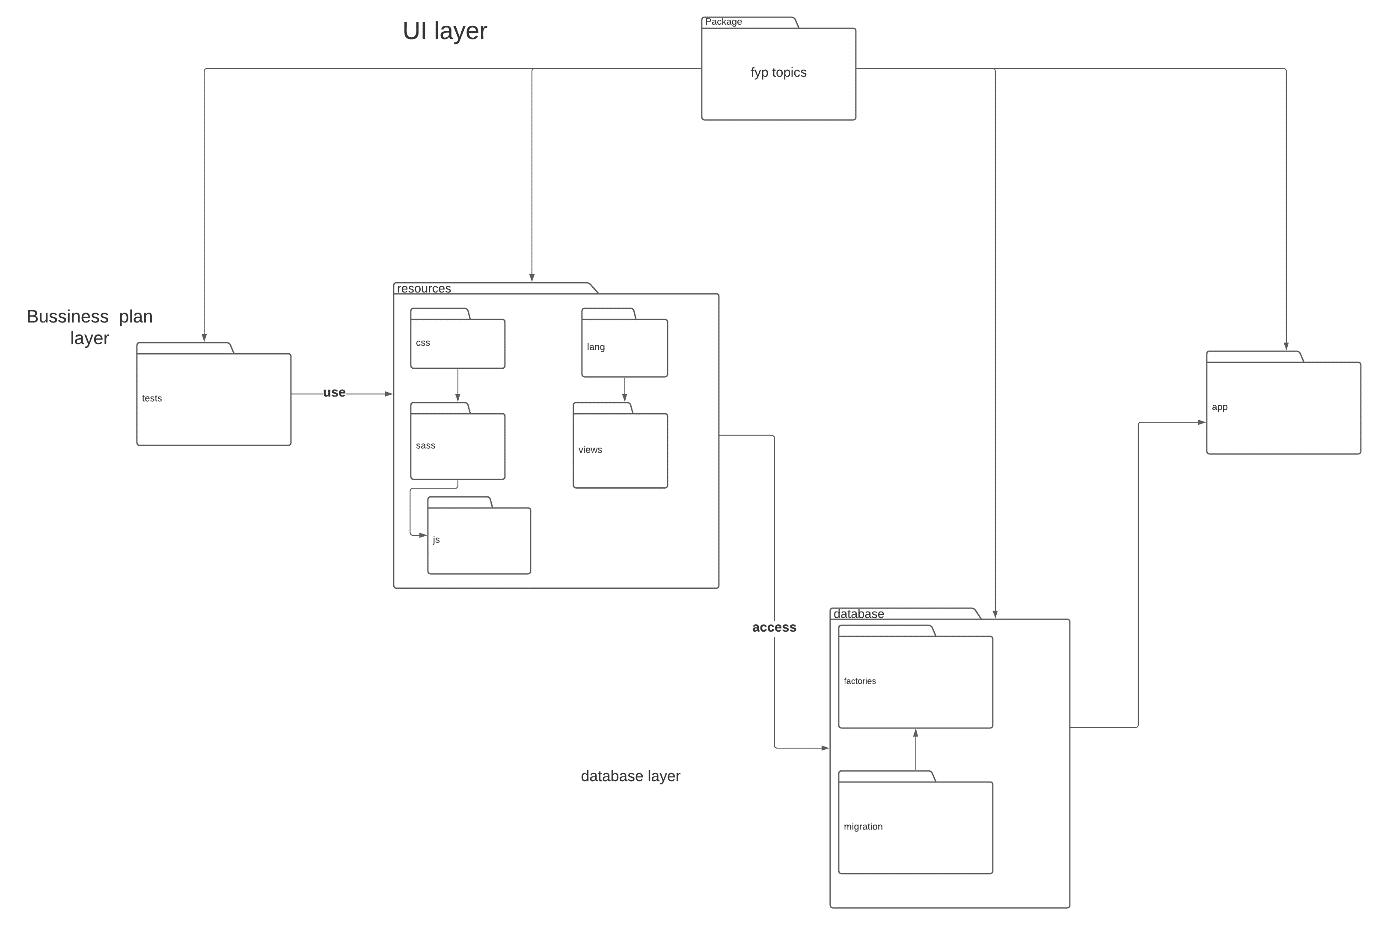 Package
UI layer
fyp topics
resources
Bussiness plan
layer
css
lang
use
tests
app
sass
views
js
database
access
factories
database layer
migration